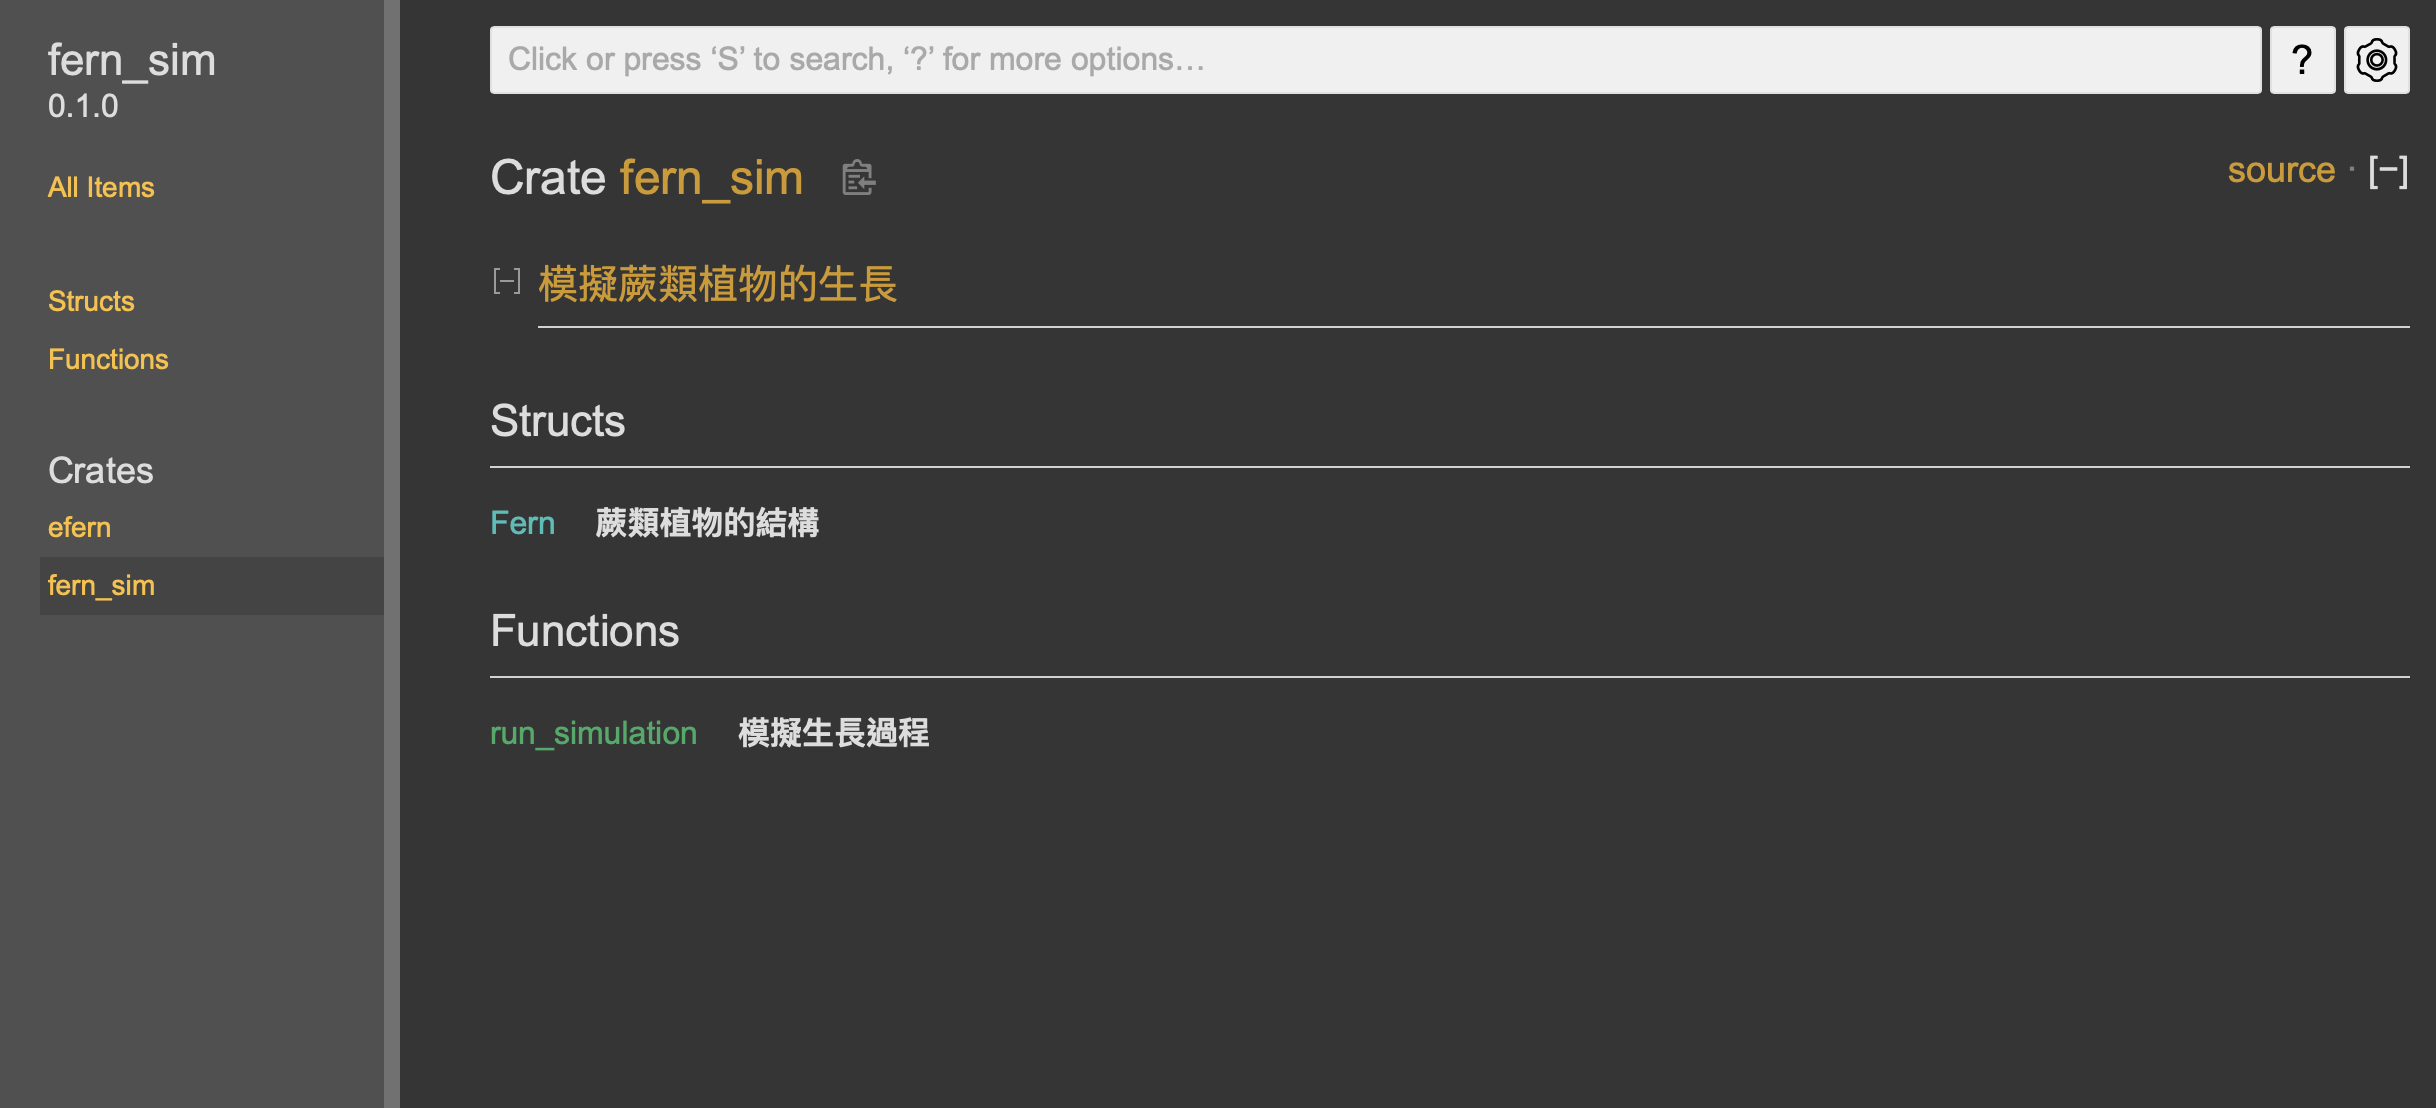 fern_sim
0.1.0
All Items
Structs
Functions
Crates
efern
fern_sim
Click or press ‘S’ to search, ‘?’ for more options…
?
Crate fern_sim
source · [−]
[−] 模擬蕨類植物的生長
Structs
Fern 蕨類植物的結構
Functions
run_simulation 模擬生長過程